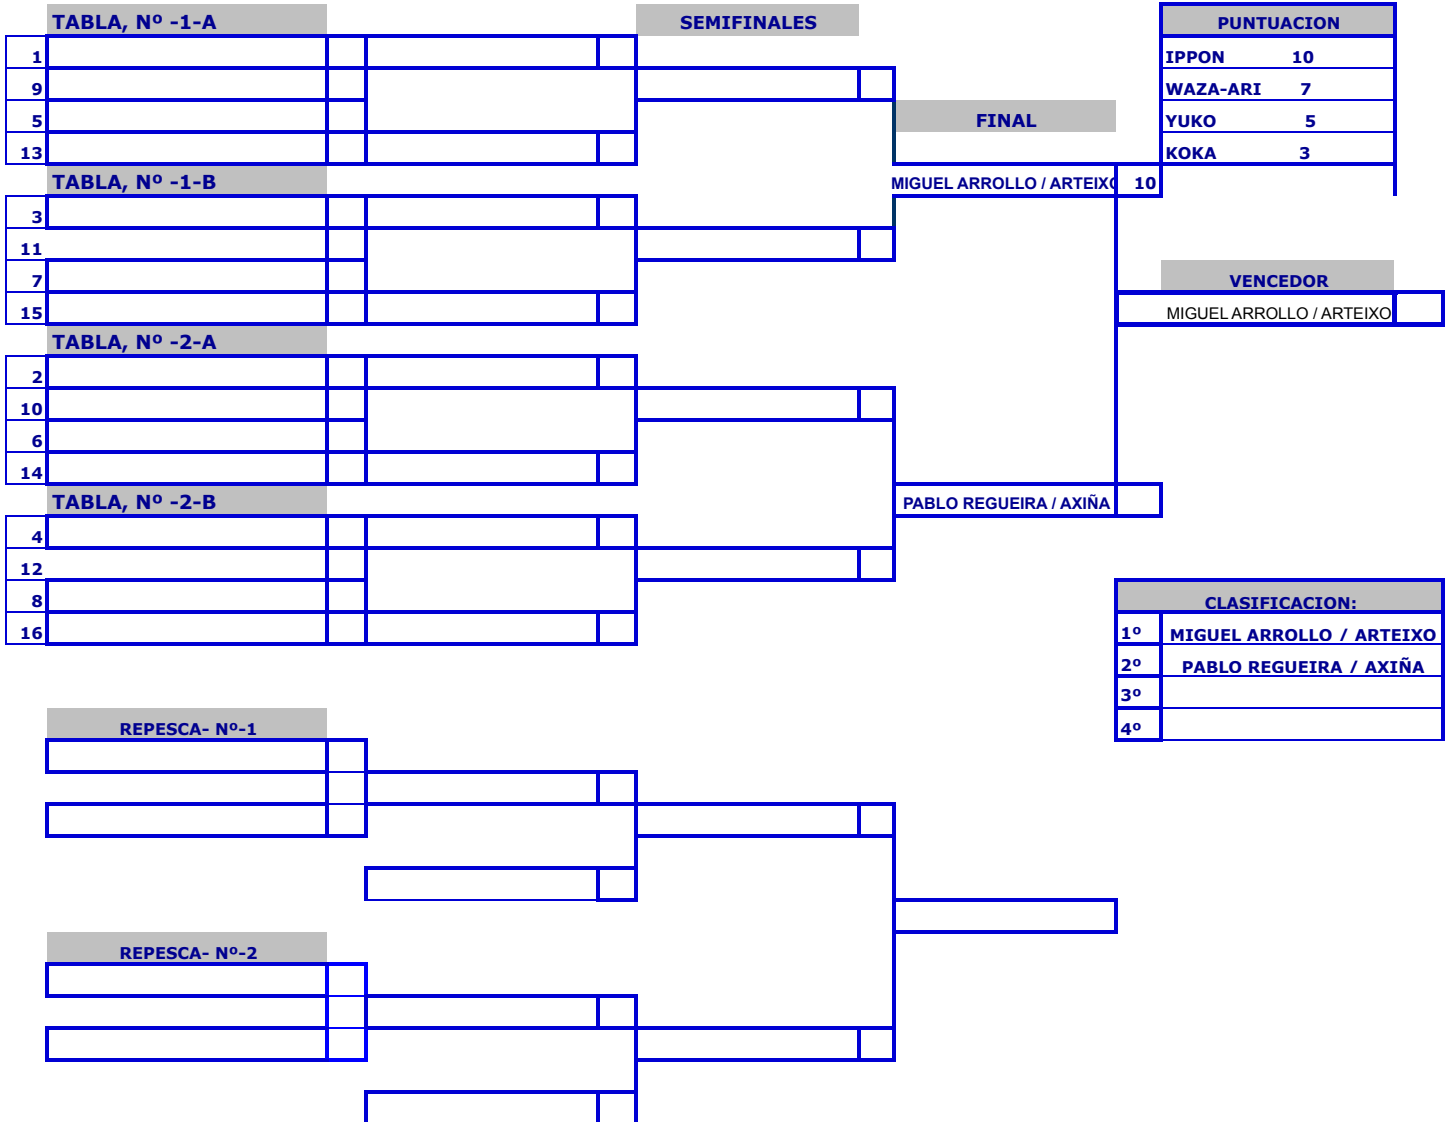 TABLA, Nº -1-A
SEMIFINALES
PUNTUACION
1
IPPON 10
9
WAZA-ARI 7
5
FINAL
YUKO 5
13
KOKA 3
TABLA, Nº -1-B
MIGUEL ARROLLO / ARTEIXO 10
3
11
7
VENCEDOR
15
MIGUEL ARROLLO / ARTEIXO
TABLA, Nº -2-A
2
10
6
14
TABLA, Nº -2-B
PABLO REGUEIRA / AXIÑA
4
12
8
CLASIFICACION:
16
1º MIGUEL ARROLLO / ARTEIXO
2º PABLO REGUEIRA / AXIÑA
3º
4º
REPESCA- Nº-1
REPESCA- Nº-2